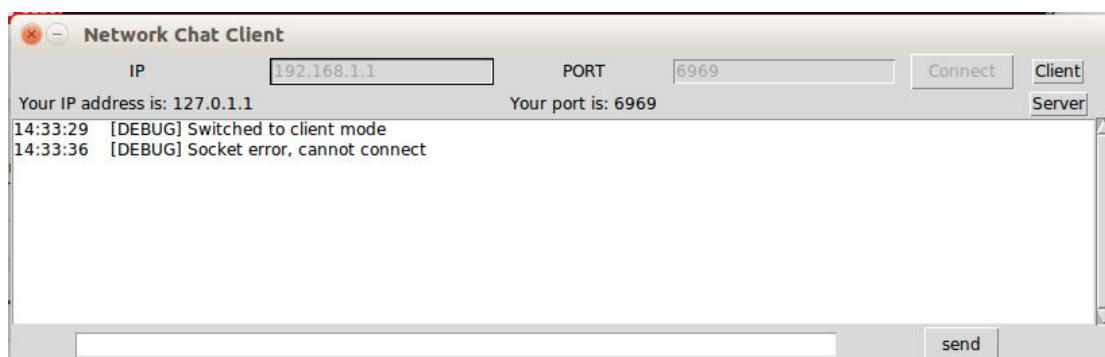 Network Chat Client
IP 192.168.1.1 PORT 6969 Connect Client
Your IP address is: 127.0.1.1 Your port is: 6969 Server
14:33:29 [DEBUG] Switched to client mode
14:33:36 [DEBUG] Socket error, cannot connect
send